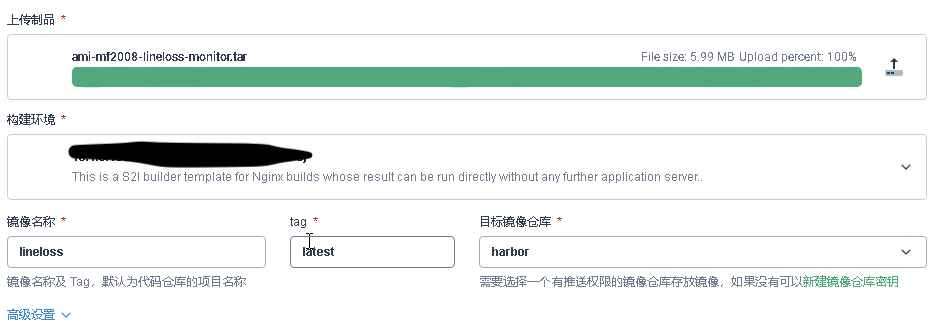 上传制品 *
ami-mf2008-lineloss-monitor.tar File size: 5.99 MB Upload percent: 100%
构建环境 *
This is a S2I builder template for Nginx builds whose result can be run directly without any further application server..
镜像名称 * tag * 目标镜像仓库 *
lineloss latest harbor
镜像名称及 Tag，默认为代码仓库的项目名称 需要选择一个有推送权限的镜像仓库存放镜像，如果没有可以新建镜像仓库密钥
高级设置